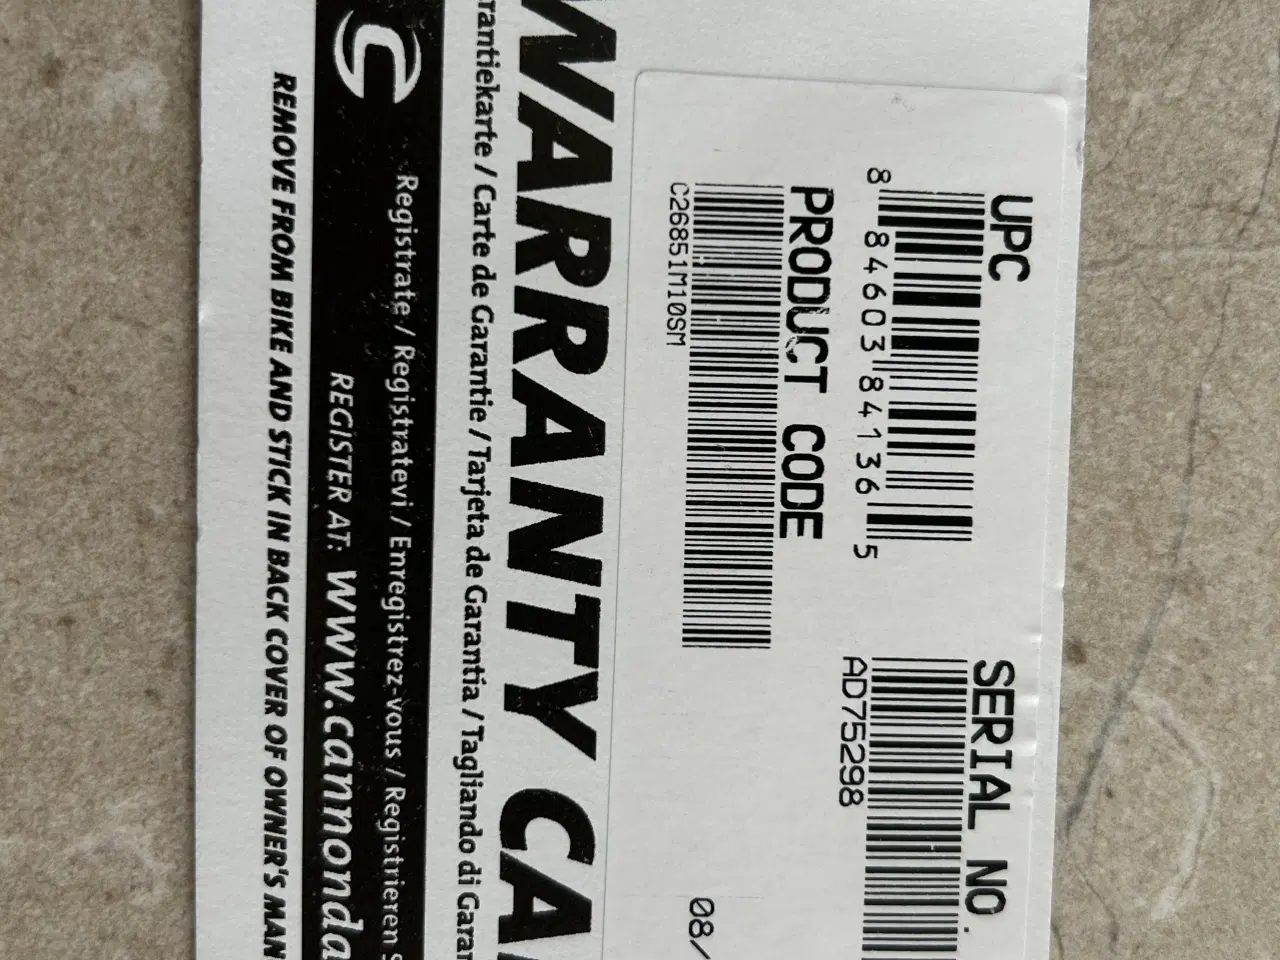 UPC
8 84603 84136 5
SERIAL NO.
AD75298
PRODUCT CODE
C26851M10SM
08/
WARRANTY CA
rantiekarte / Carte de Garantie / Tarjeta de Garantia / Tagliando di Garan
Registrate / Registratevi / Enregistrez-vous / Registrieren S
REGISTER AT: www.cannonda
REMOVE FROM BIKE AND STICK IN BACK COVER OF OWNER'S MAN